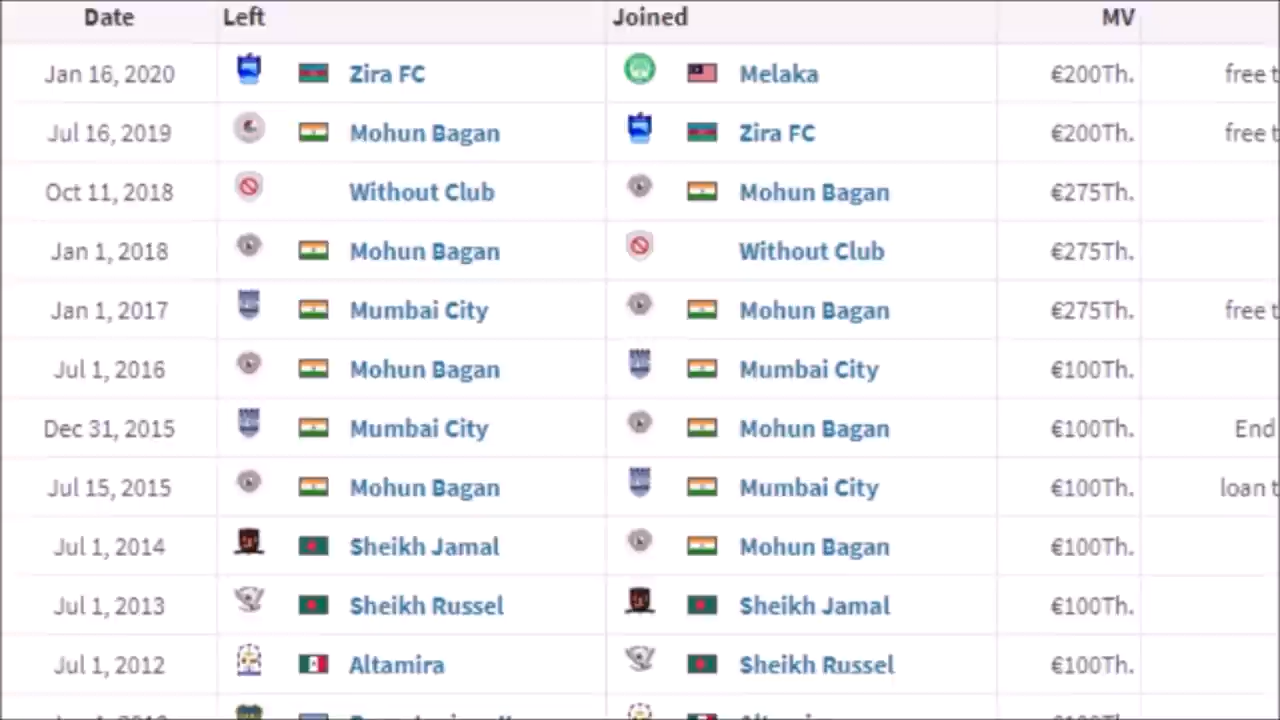 Date Left Joined MV
Jan 16, 2020 Zira FC Melaka €200Th. free t
Jul 16, 2019 Mohun Bagan Zira FC €200Th. free t
Oct 11, 2018 Without Club Mohun Bagan €275Th.
Jan 1, 2018 Mohun Bagan Without Club €275Th.
Jan 1, 2017 Mumbai City Mohun Bagan €275Th. free t
Jul 1, 2016 Mohun Bagan Mumbai City €100Th.
Dec 31, 2015 Mumbai City Mohun Bagan €100Th. End
Jul 15, 2015 Mohun Bagan Mumbai City €100Th. loan t
Jul 1, 2014 Sheikh Jamal Mohun Bagan €100Th.
Jul 1, 2013 Sheikh Russel Sheikh Jamal €100Th.
Jul 1, 2012 Altamira Sheikh Russel €100Th.